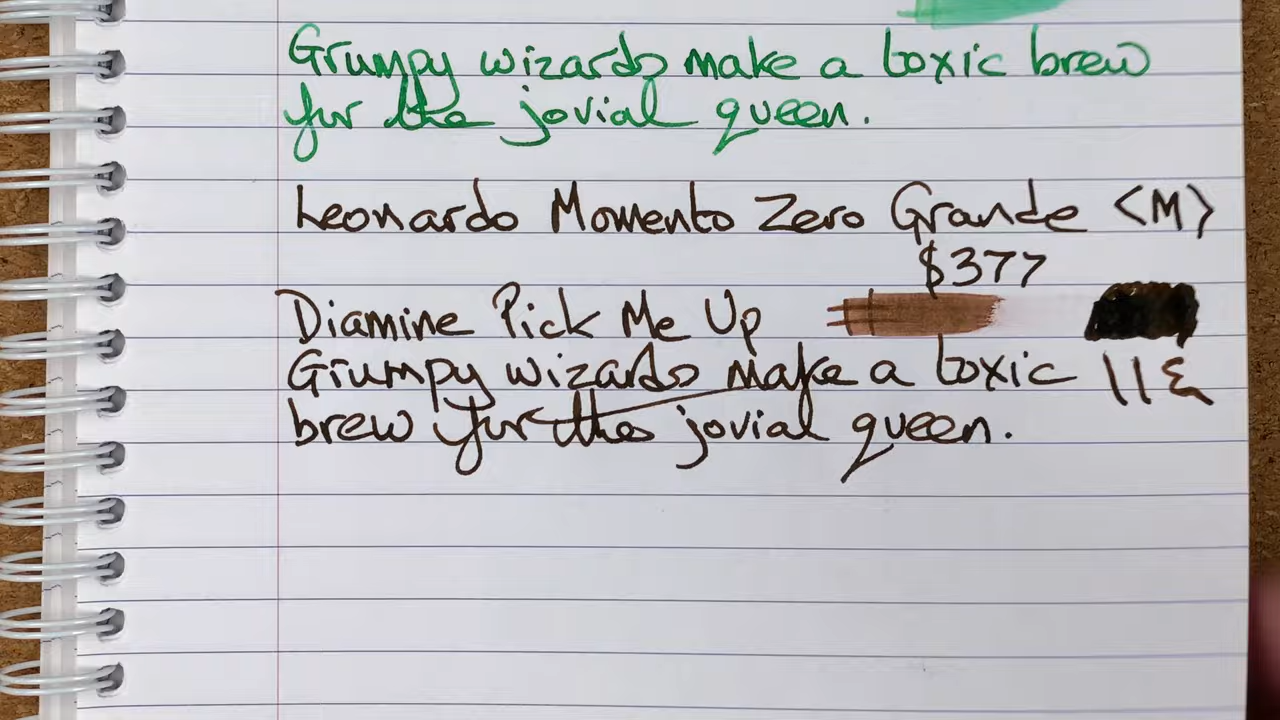 Grumpy wizards make a toxic brew
for the jovial queen.
Leonardo Momento Zero Grande <M>
$377
Diamine Pick Me Up
Grumpy wizards make a toxic
brew for the jovial queen.